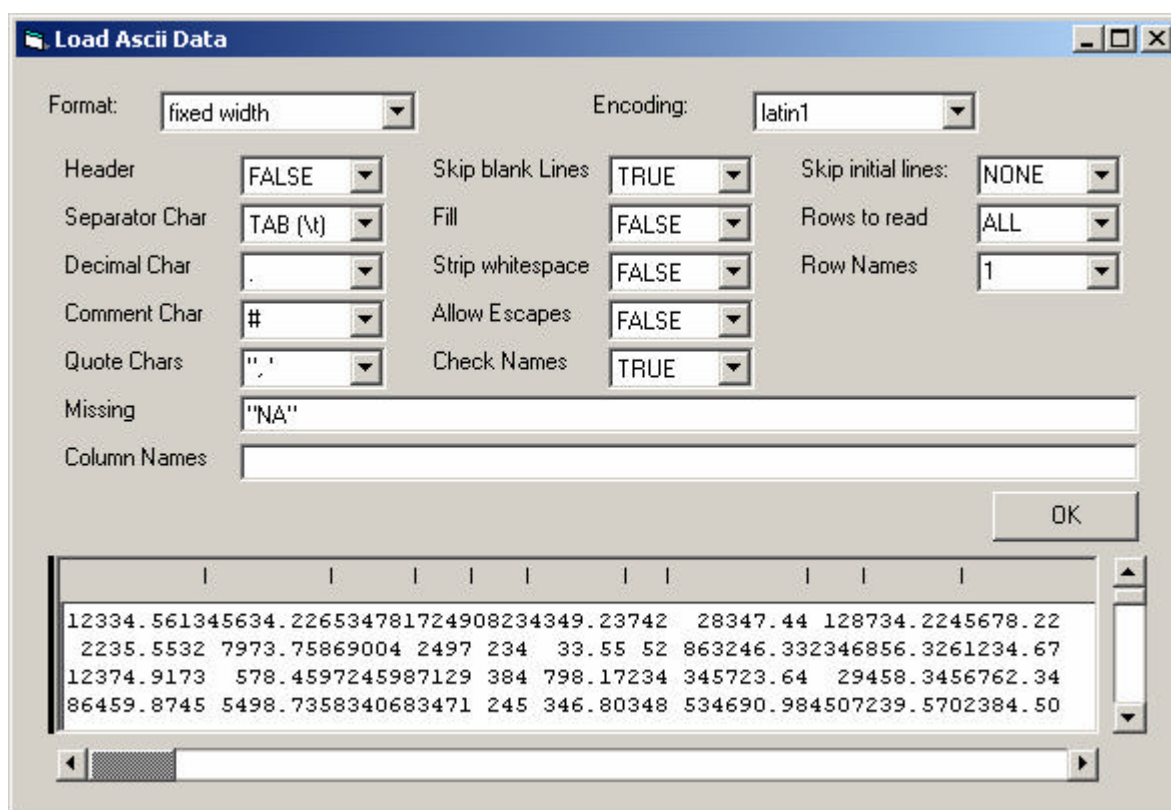 Load Ascii Data
Format: fixed width Encoding: latin1
Header FALSE Skip blank Lines TRUE Skip initial lines: NONE
Separator Char TAB (\t) Fill FALSE Rows to read ALL
Decimal Char . Strip whitespace FALSE Row Names 1
Comment Char # Allow Escapes FALSE
Quote Chars ",' Check Names TRUE
Missing "NA"
Column Names
OK
12334.561345634.226534781724908234349.23742  28347.44 128734.2245678.22
 2235.5532 7973.75869004 2497 234  33.55 52 863246.332346856.3261234.67
12374.9173  578.4597245987129 384 798.17234 345723.64  29458.3456762.34
86459.8745 5498.7358340683471 245 346.80348 534690.984507239.5702384.50